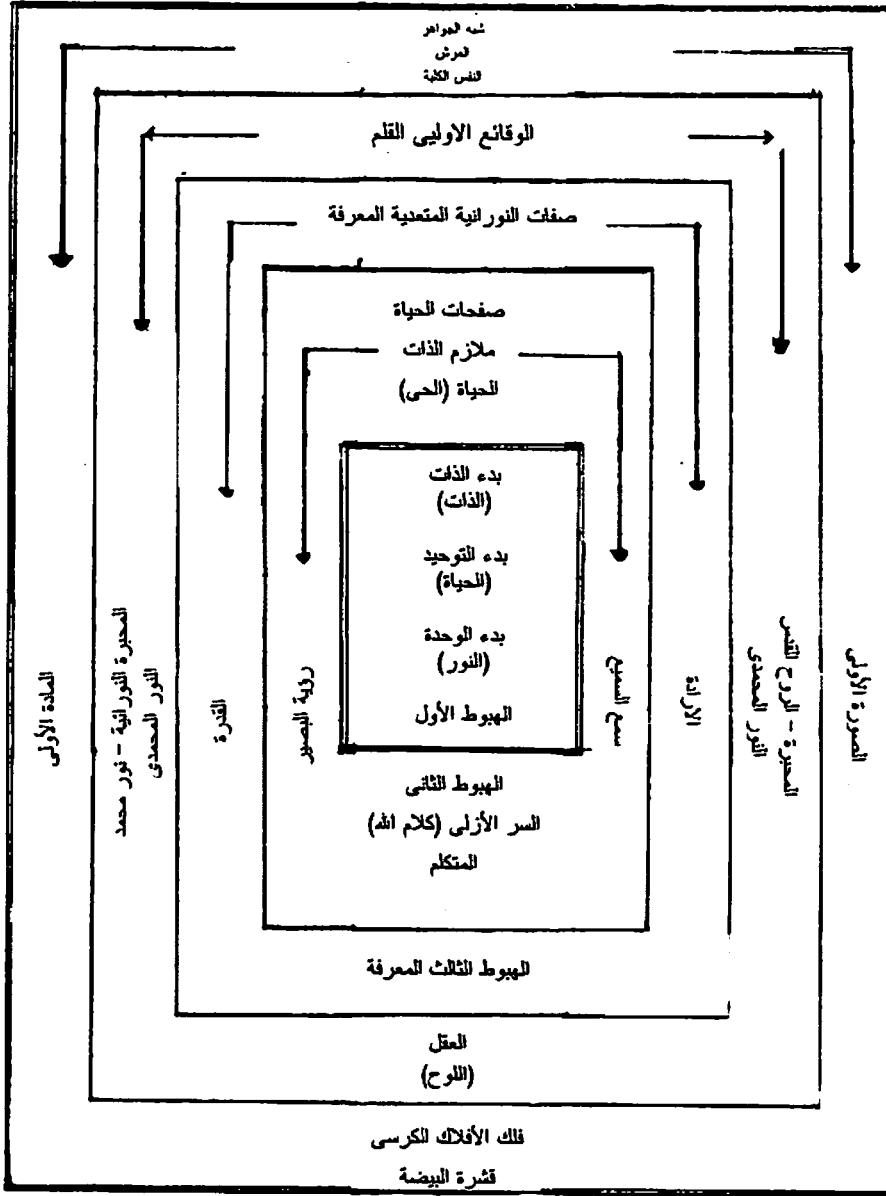 شبه الجواهر
العرش
النفس الكلية
الوقائع الاوليى القلم
صفات النورانية المتعدية المعرفة
صفحات الحياة
ملازم الذات
الحياة (الحى)
بدء الذات
(الذات)
بدء التوحيد
(الحياة)
بدء الوحدة
(النور)
الهبوط الأول
الصورة الأولى
المحبرة - الروح القدس
النور المحمدى
الارادة
سمع السميع
رؤية البصير
القدرة
النور المحمدى
المحبرة النورانية - نور محمد
المادة الأولى
الهبوط الثانى
السر الأزلى (كلام الله)
المتكلم
الهبوط الثالث المعرفة
العقل
(اللوح)
فلك الأفلاك الكرسى
قشرة البيضة